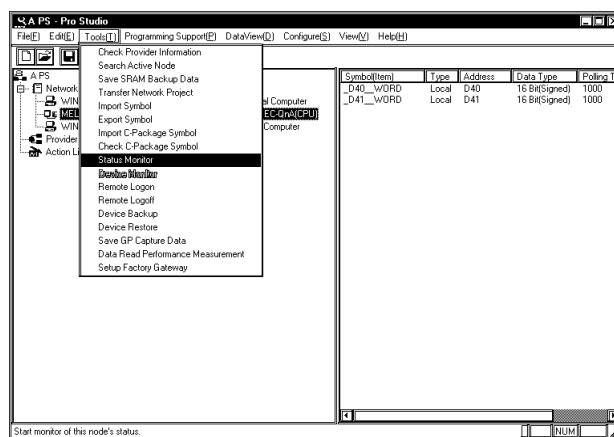 A PS - Pro Studio
File[F] Edit[E] Tools[T] Programming Support[P] DataView[D] Configure[S] View[V] Help[H]
Check Provider Information
Search Active Node
Save SRAM Backup Data
Transfer Network Project
Import Symbol
Export Symbol
Import C-Package Symbol
Check C-Package Symbol
Status Monitor
Device Monitor
Remote Logon
Remote Logoff
Device Backup
Device Restore
Save GP Capture Data
Data Read Performance Measurement
Setup Factory Gateway
A PS
Network
WIN
al Computer
MEL
EC-QnA(CPU)
WIN
Computer
Provider
Action Li
Symbol(Item) Type Address Data Type Polling T
_D40__WORD Local D40 16 Bit(Signed) 1000
_D41__WORD Local D41 16 Bit(Signed) 1000
Start monitor of this node's status.
NUM